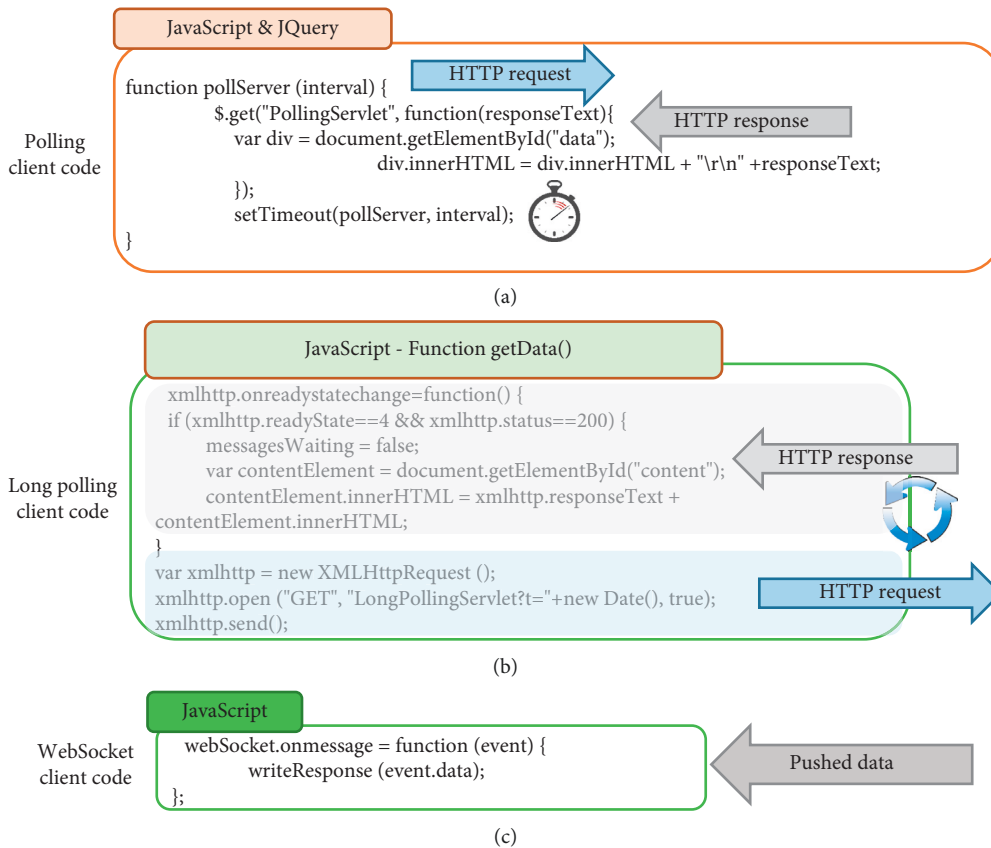 JavaScript & JQuery
HTTP request
function pollServer (interval) {
$.get("PollingServlet", function(responseText){
HTTP response
var div = document.getElementById("data");
Polling
client code
div.innerHTML = div.innerHTML + "\r\n" +responseText;
});
setTimeout(pollServer, interval);
}
(a)
JavaScript - Function getData()
xmlhttp.onreadystatechange=function() {
if (xmlhttp.readyState==4 && xmlhttp.status==200) {
messagesWaiting = false;
HTTP response
var contentElement = document.getElementById("content");
Long polling
client code
contentElement.innerHTML = xmlhttp.responseText +
contentElement.innerHTML;
}
var xmlhttp = new XMLHttpRequest ();
xmlhttp.open ("GET", "LongPollingServlet?t="+new Date(), true);
HTTP request
xmlhttp.send();
(b)
JavaScript
WebSocket
client code
webSocket.onmessage = function (event) {
writeResponse (event.data);
};
Pushed data
(c)